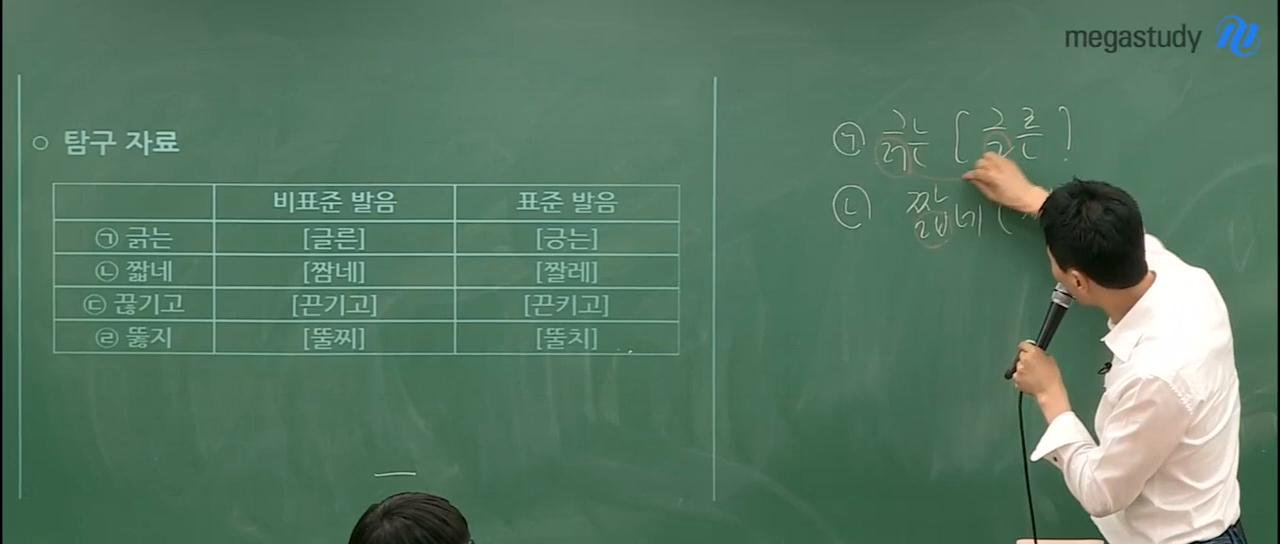 megastudy
○ 탐구 자료
비표준 발음 표준 발음
㉠ 긁는 [글른] [긍는]
㉡ 짧네 [짬네] [짤레]
㉢ 끊기고 [끈기고] [끈키고]
㉣ 뚫지 [뚤찌] [뚤치]
㉠ 긁는 [글른]
㉡ 짧네 [